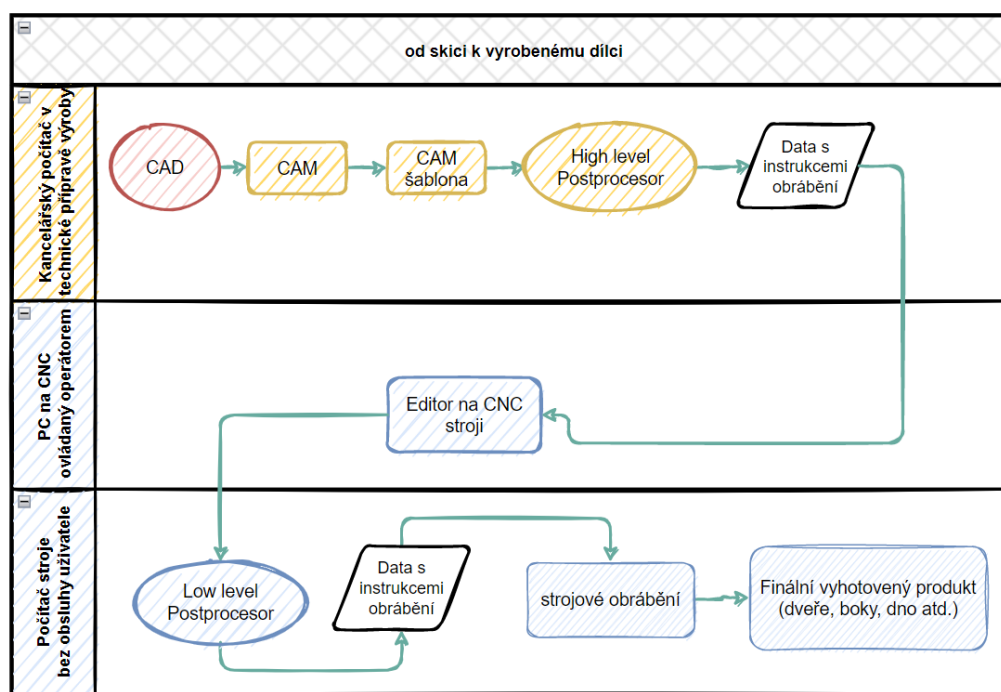 od skici k vyrobenému dílci
Kancelářský počítač v
technické přípravě výroby
CAD
CAM
CAM
šablona
High level
Postprocesor
Data s
instrukcemi
obrábění
PC na CNC
ovládaný operátorem
Editor na CNC
stroji
Počítač stroje
bez obsluhy uživatele
Low level
Postprocesor
Data s
instrukcemi
obrábění
strojové obrábění
Finální vyhotovený produkt
(dveře, boky, dno atd.)